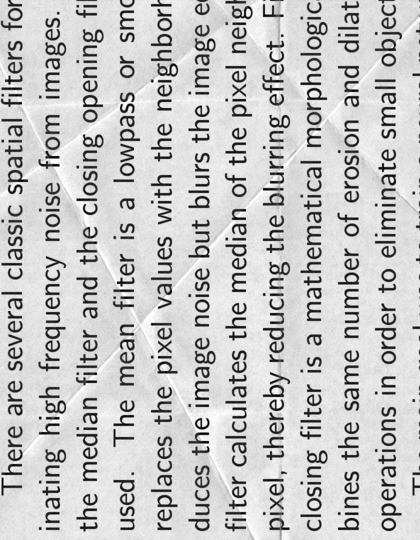 There are several classic spatial filters for
inating high frequency noise from images.
the median filter and the closing opening fil
used. The mean filter is a lowpass or smo
replaces the pixel values with the neighborh
duces the image noise but blurs the image e
filter calculates the median of the pixel neigh
pixel, thereby reducing the blurring effect. Fi
closing filter is a mathematical morphologic
bines the same number of erosion and dilat
operations in order to eliminate small object